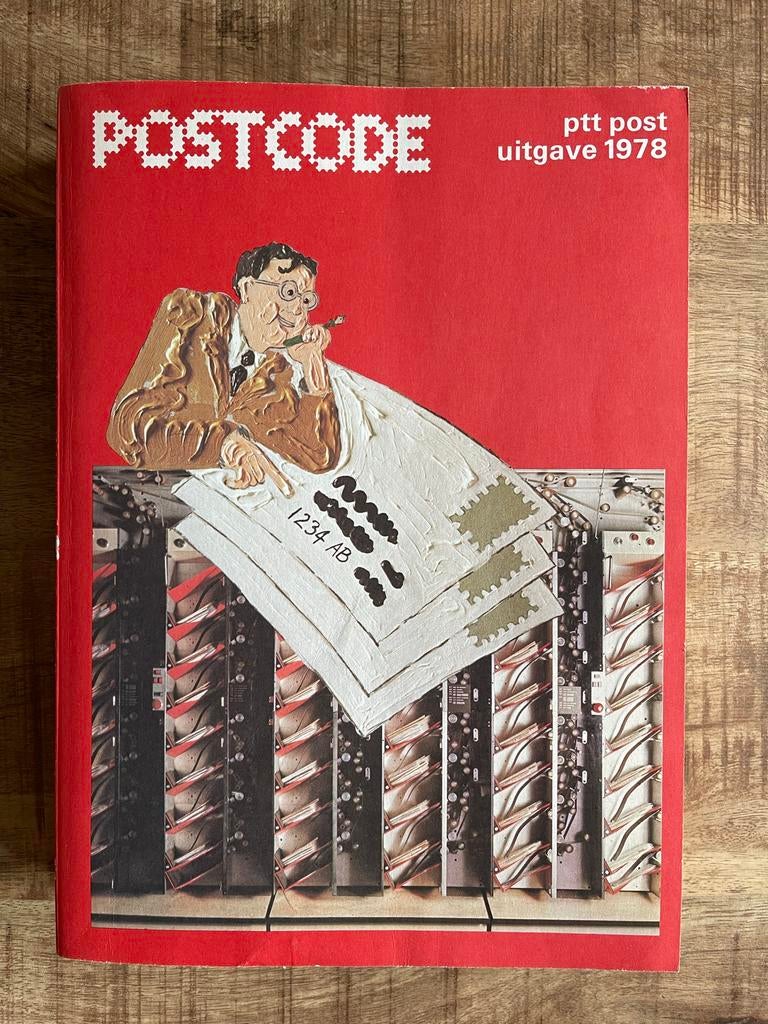 POSTCODE
ptt post
uitgave 1978
1234 AB